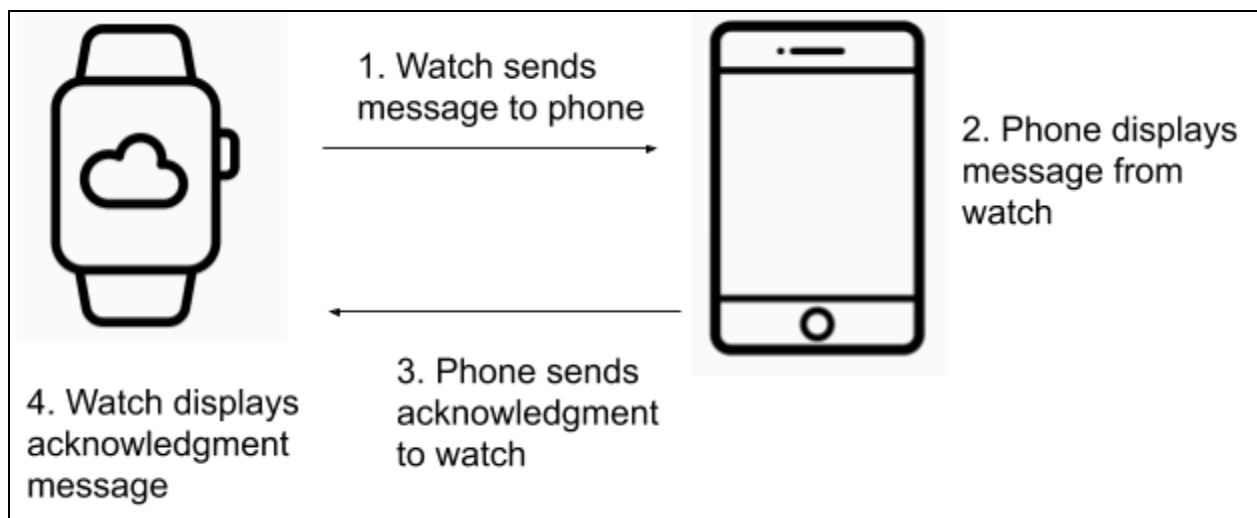 1. Watch sends
message to phone
2. Phone displays
message from
watch
3. Phone sends
acknowledgment
to watch
4. Watch displays
acknowledgment
message